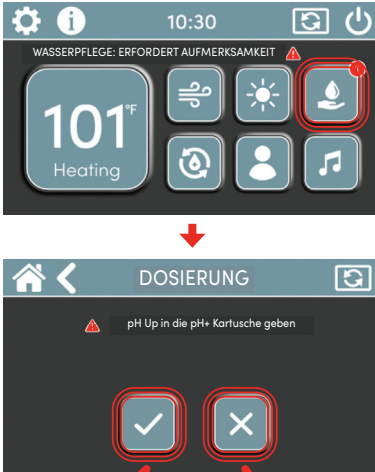 10:30
WASSERPFLEGE: ERFORDERT AUFMERKSAMKEIT
101°F
Heating
DOSIERUNG
pH Up in die pH+ Kartusche geben